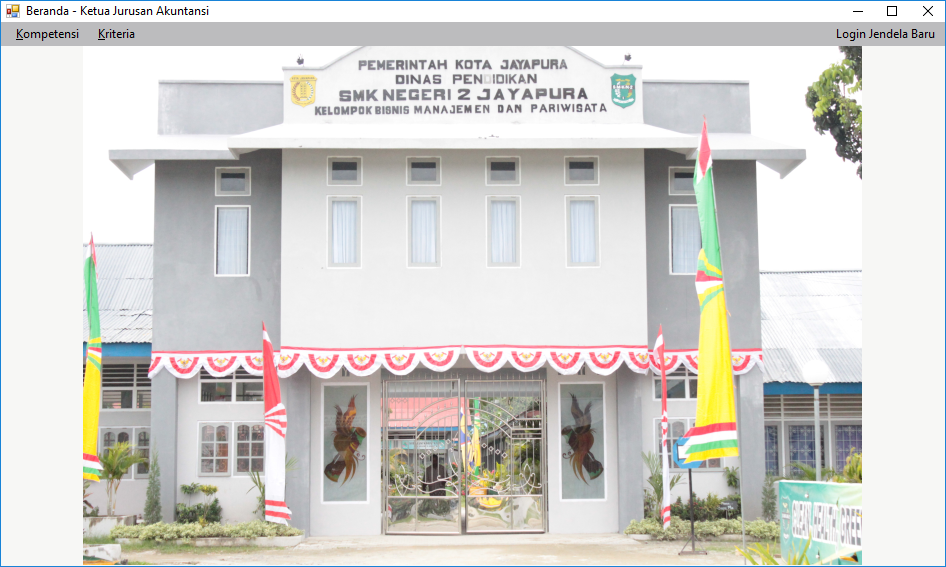 Beranda - Ketua Jurusan Akuntansi
Kompetensi Kriteria Login Jendela Baru
PEMERINTAH KOTA JAYAPURA
DINAS PENDIDIKAN
SMK NEGERI 2 JAYAPURA
KELOMPOK BISNIS MANAJEMEN DAN PARIWISATA